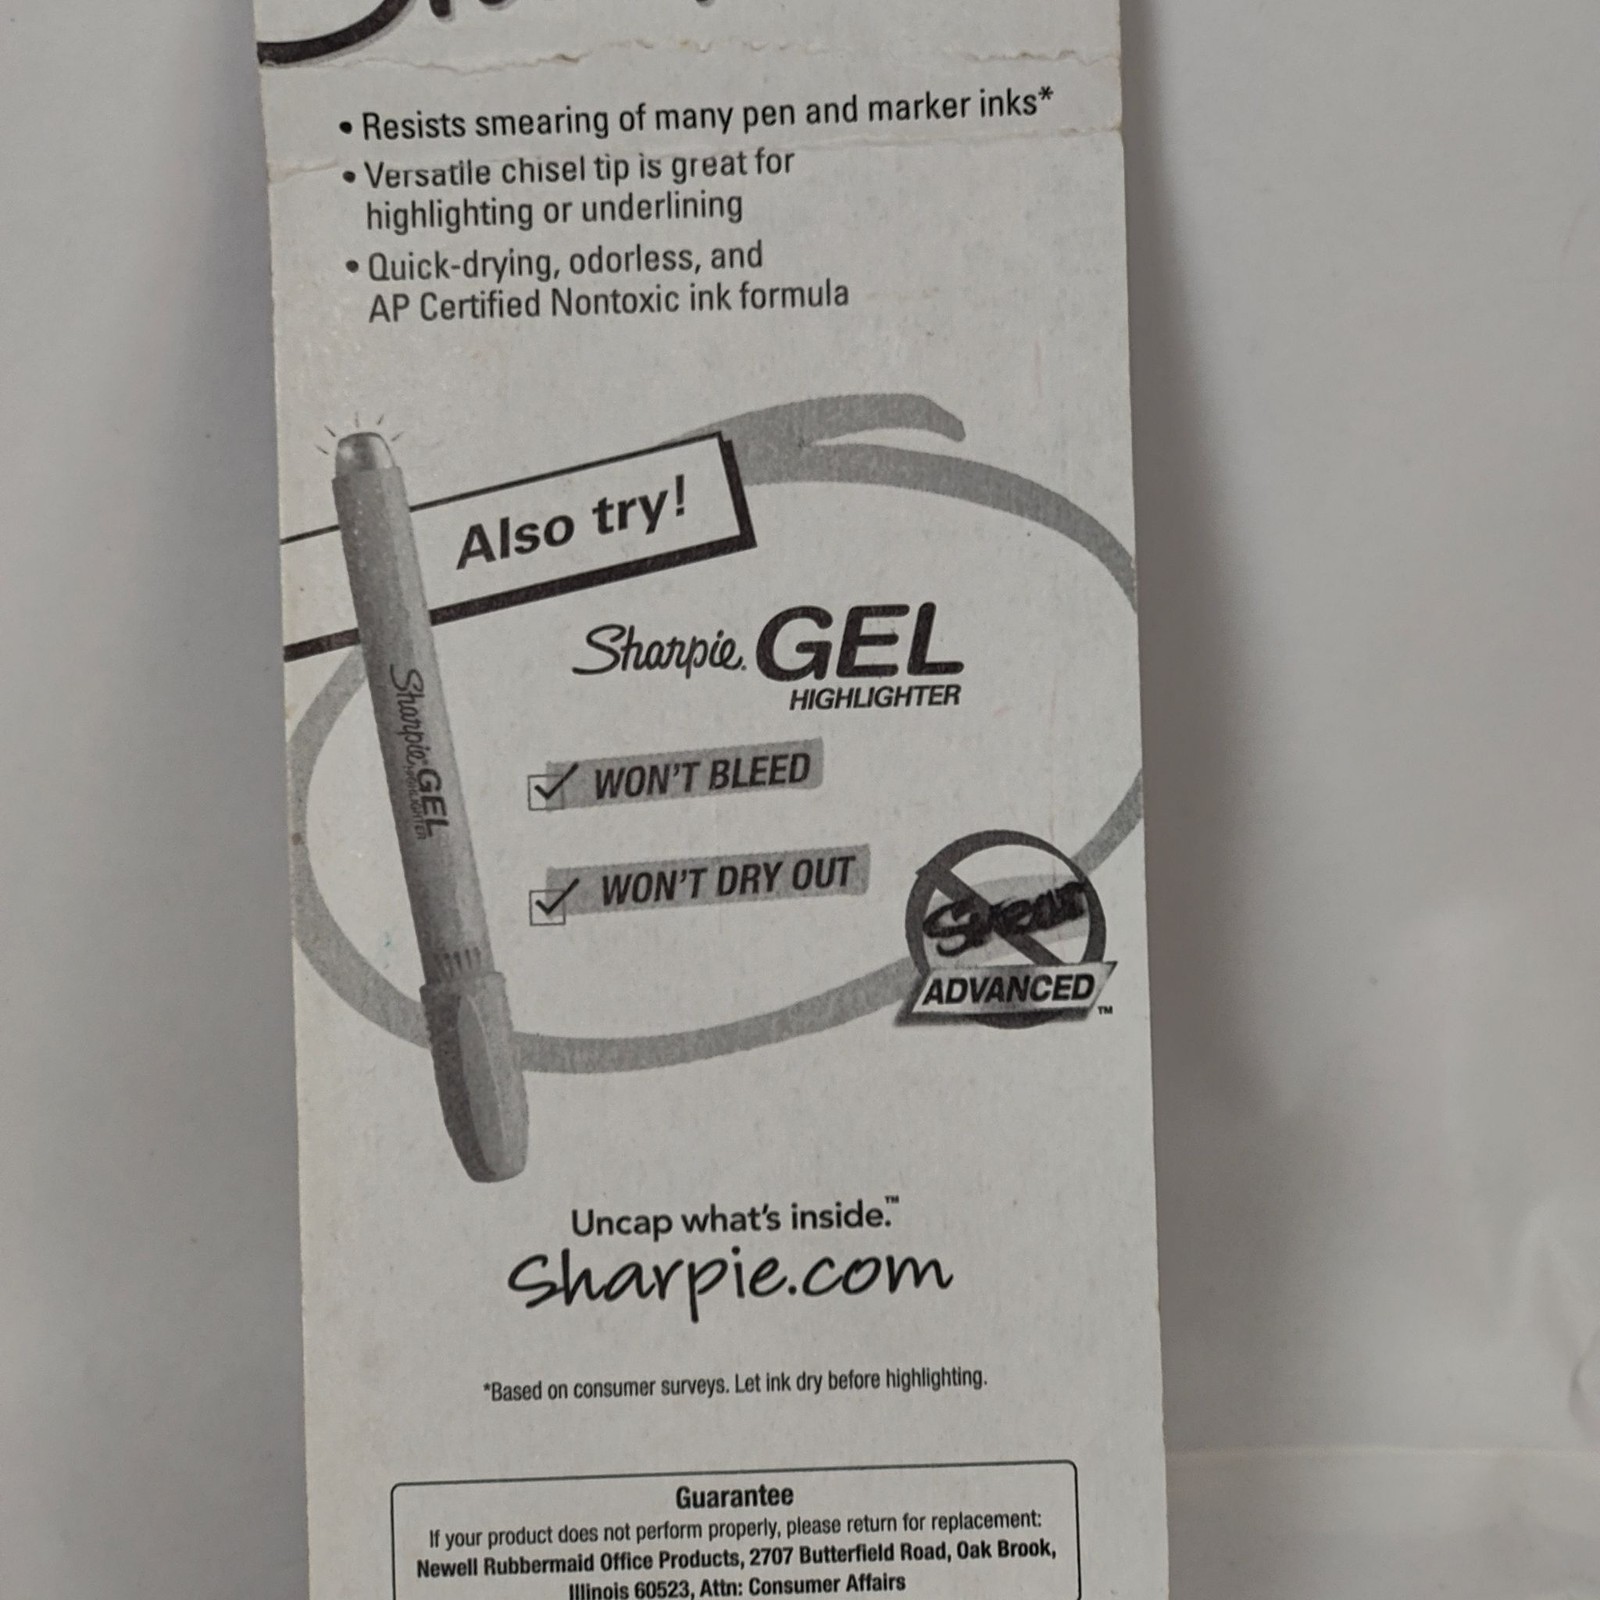 • Resists smearing of many pen and marker inks*
• Versatile chisel tip is great for
highlighting or underlining
• Quick-drying, odorless, and
AP Certified Nontoxic ink formula
Also try!
Sharpie. GEL
HIGHLIGHTER
Sharpie GEL
HIGHLIGHTER
WON'T BLEED
WON'T DRY OUT
Smear
ADVANCED™
Uncap what's inside.™
Sharpie.com
*Based on consumer surveys. Let ink dry before highlighting.
Guarantee
If your product does not perform properly, please return for replacement:
Newell Rubbermaid Office Products, 2707 Butterfield Road, Oak Brook,
Illinois 60523, Attn: Consumer Affairs